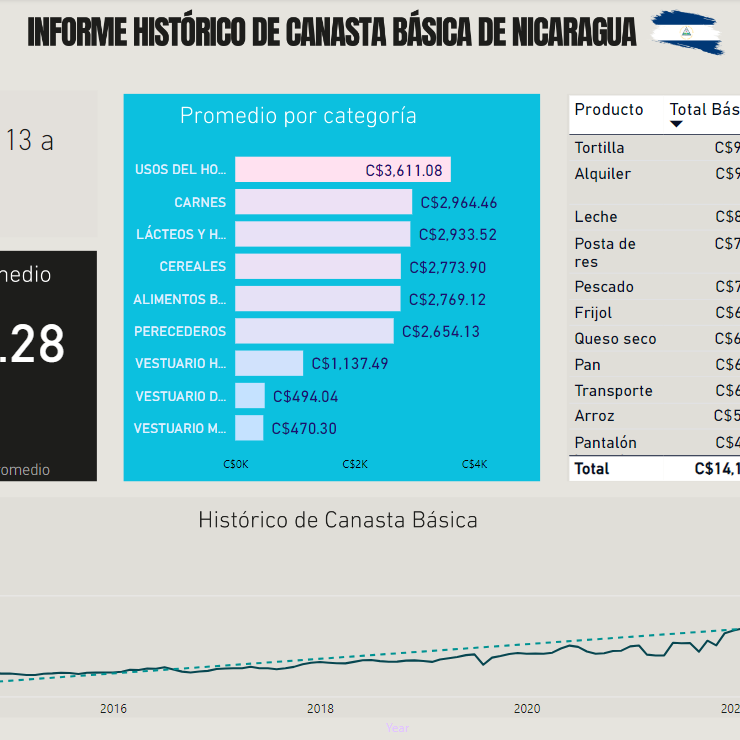 INFORME HISTÓRICO DE CANASTA BÁSICA DE NICARAGUA
13 a
medio
.28
romedio
Promedio por categoría
USOS DEL HO... C$3,611.08
CARNES C$2,964.46
LÁCTEOS Y H... C$2,933.52
CEREALES C$2,773.90
ALIMENTOS B... C$2,769.12
PERECEDEROS C$2,654.13
VESTUARIO H... C$1,137.49
VESTUARIO D... C$494.04
VESTUARIO M... C$470.30
C$0K C$2K C$4K
Producto Total Bás
Tortilla C$9
Alquiler C$9
Leche C$8
Posta de C$7
res
Pescado C$7
Frijol C$6
Queso seco C$6
Pan C$6
Transporte C$6
Arroz C$5
Pantalón C$4
Total C$14,1
Histórico de Canasta Básica
2016 2018 2020 202
Year